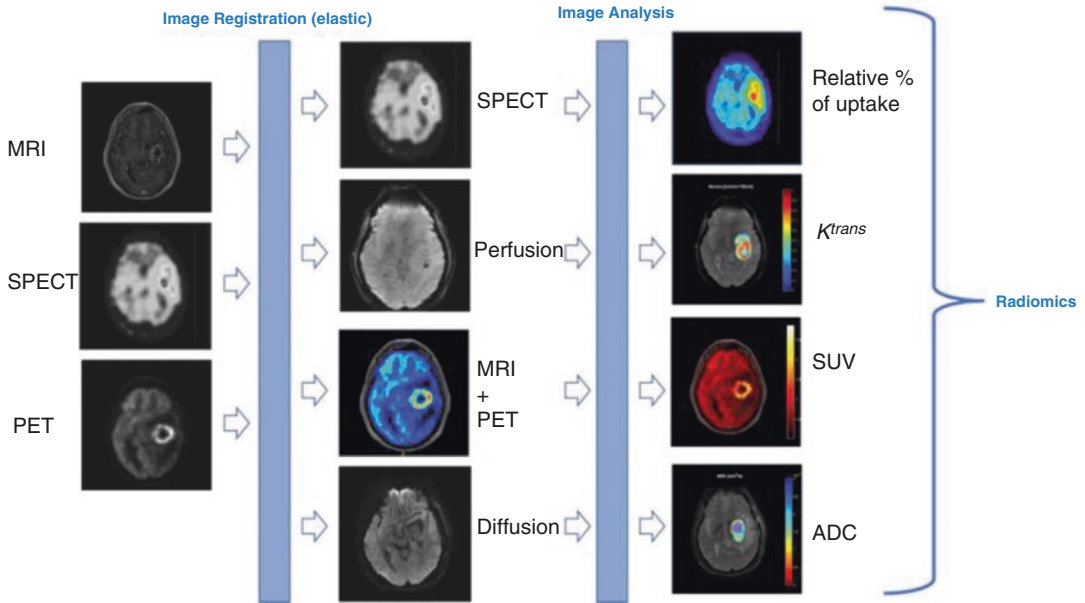 Image Registration (elastic)
Image Analysis
MRI
SPECT
PET
SPECT
Perfusion
MRI
+
PET
Diffusion
Relative %
of uptake
Ktrans
SUV
ADC
Radiomics